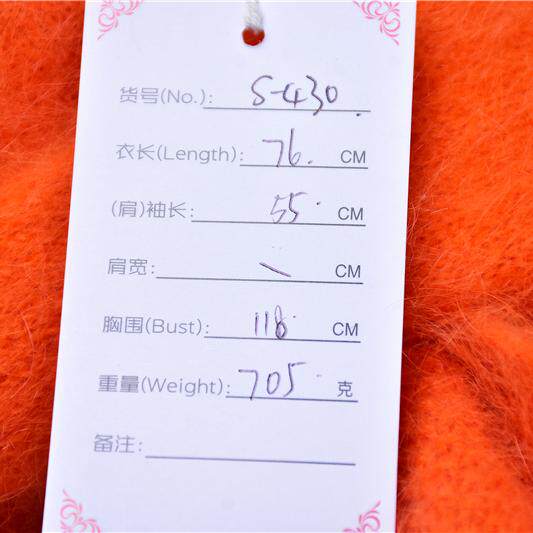 货号(No.): S-430
衣长(Length): 76. CM
(肩)袖长: 55 CM
肩宽: \ CM
胸围(Bust): 118 CM
重量(Weight): 705 克
备注: